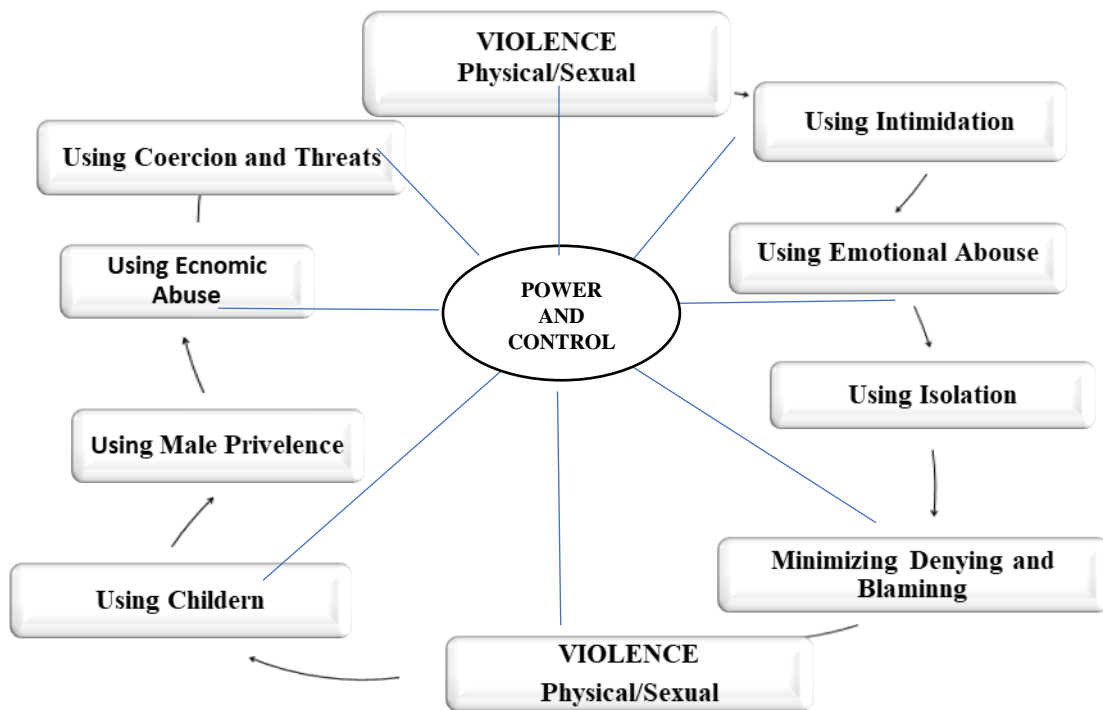 VIOLENCE
Physical/Sexual
Using Intimidation
Using Coercion and Threats
Using Emotional Abouse
Using Ecnomic
Abuse
POWER
AND
CONTROL
Using Isolation
Using Male Privelence
Minimizing Denying and
Blaminng
Using Childern
VIOLENCE
Physical/Sexual